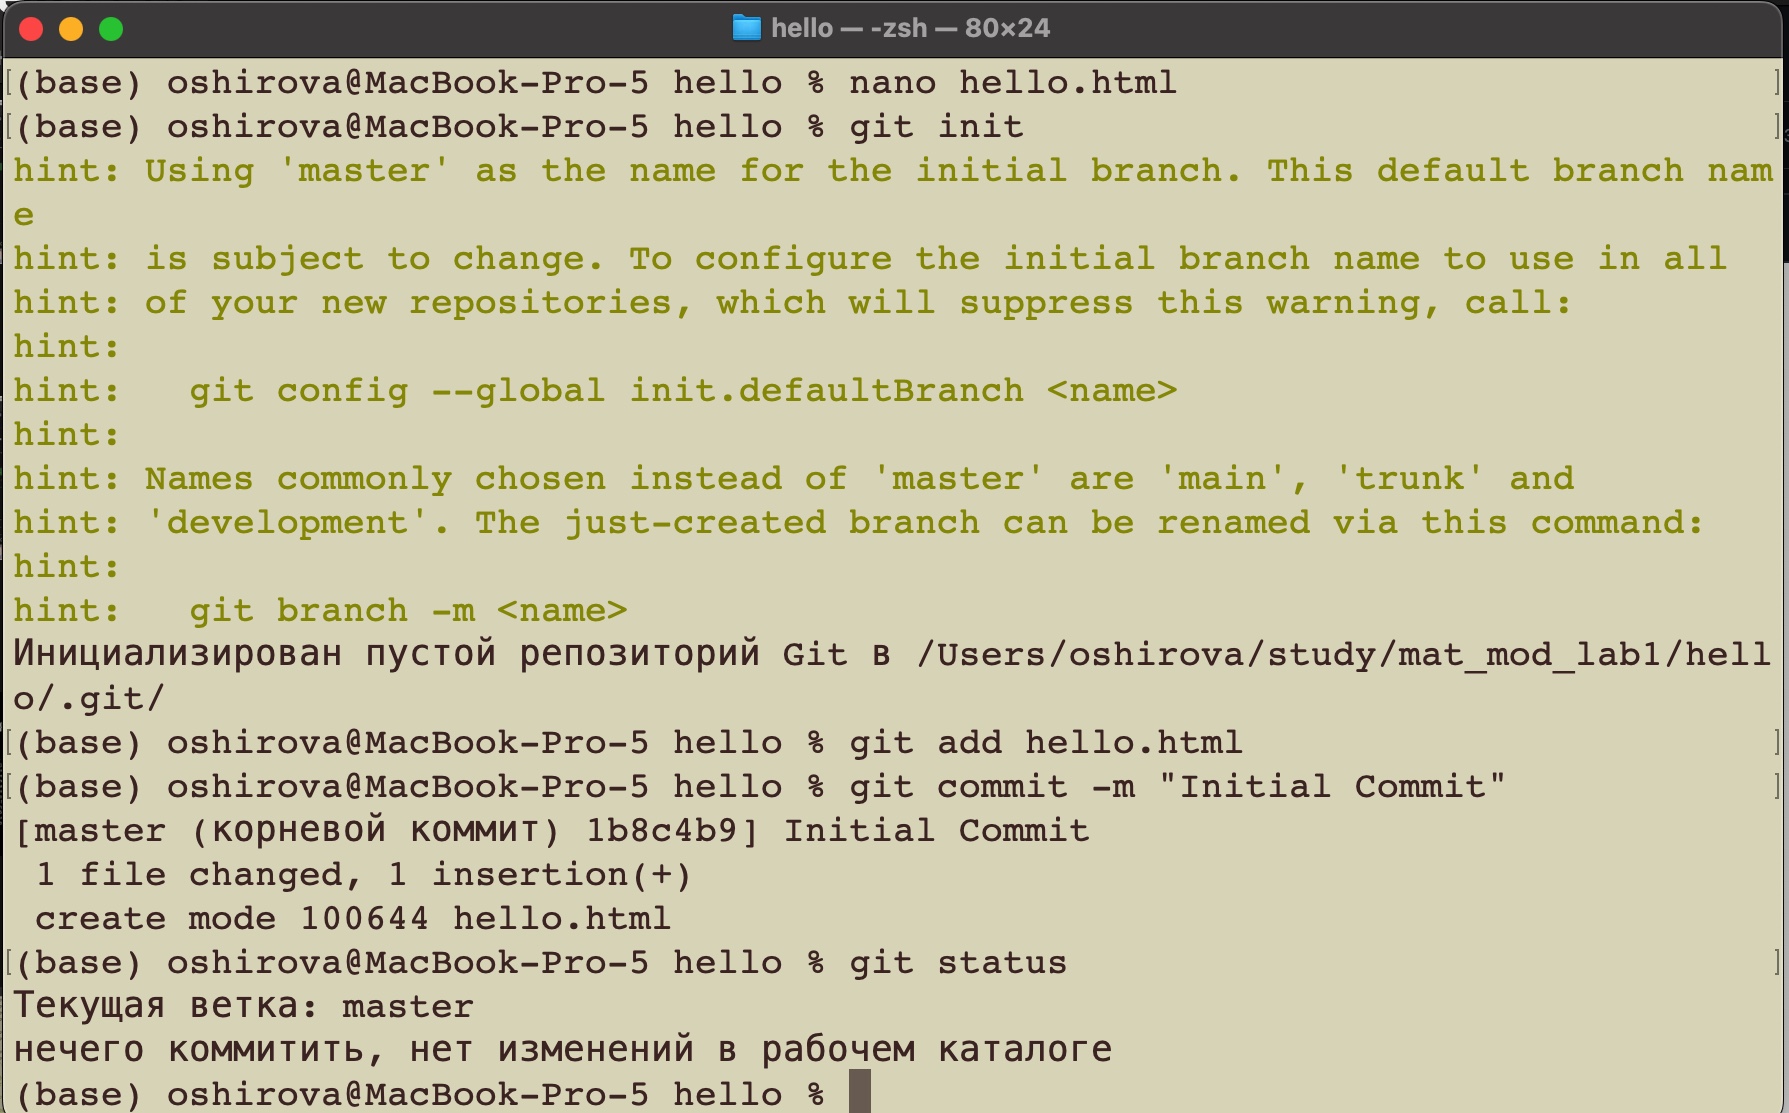 hello — -zsh — 80×24
(base) oshirova@MacBook-Pro-5 hello % nano hello.html
(base) oshirova@MacBook-Pro-5 hello % git init
hint: Using 'master' as the name for the initial branch. This default branch nam
e
hint: is subject to change. To configure the initial branch name to use in all
hint: of your new repositories, which will suppress this warning, call:
hint:
hint:   git config --global init.defaultBranch <name>
hint:
hint: Names commonly chosen instead of 'master' are 'main', 'trunk' and
hint: 'development'. The just-created branch can be renamed via this command:
hint:
hint:   git branch -m <name>
Инициализирован пустой репозиторий Git в /Users/oshirova/study/mat_mod_lab1/hell
o/.git/
(base) oshirova@MacBook-Pro-5 hello % git add hello.html
(base) oshirova@MacBook-Pro-5 hello % git commit -m "Initial Commit"
[master (корневой коммит) 1b8c4b9] Initial Commit
 1 file changed, 1 insertion(+)
 create mode 100644 hello.html
(base) oshirova@MacBook-Pro-5 hello % git status
Текущая ветка: master
нечего коммитить, нет изменений в рабочем каталоге
(base) oshirova@MacBook-Pro-5 hello %